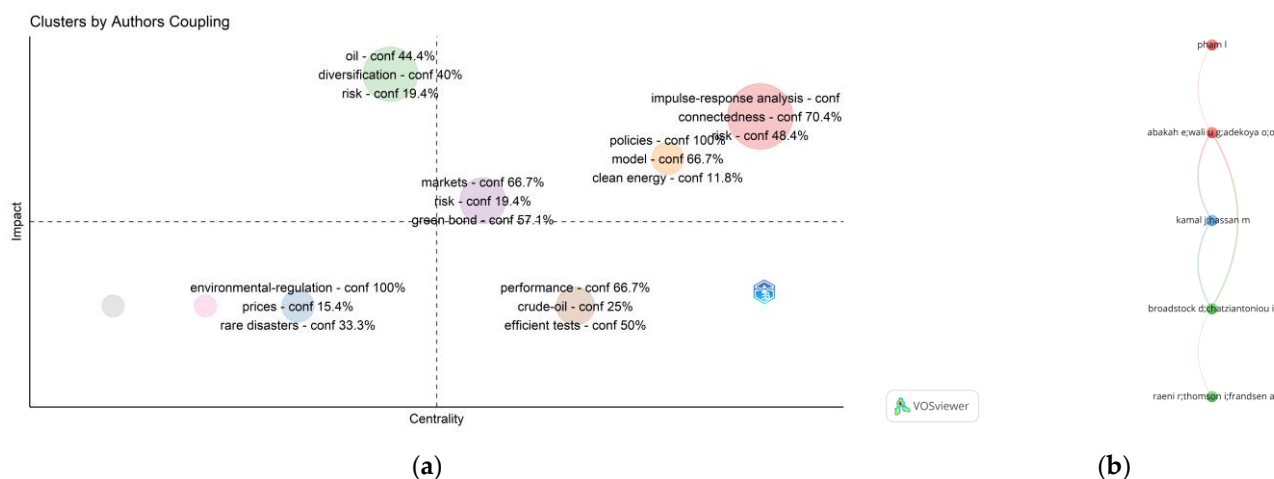 Clusters by Authors Coupling
oil - conf 44.4%
diversification - conf 40%
risk - conf 19.4%
impulse-response analysis - conf
connectedness - conf 70.4%
risk - conf 48.4%
policies - conf 100%
model - conf 66.7%
clean energy - conf 11.8%
markets - conf 66.7%
risk - conf 19.4%
green bond - conf 57.1%
Impact
environmental-regulation - conf 100%
prices - conf 15.4%
rare disasters - conf 33.3%
performance - conf 66.7%
crude-oil - conf 25%
efficient tests - conf 50%
Centrality
VOSviewer
(a)
pham l
abakah e;wali u g;adekoya o;o
kamal j;hassan m
broadstock d;chatziantoniou i
raeni r;thomson i;frandsen a
(b)